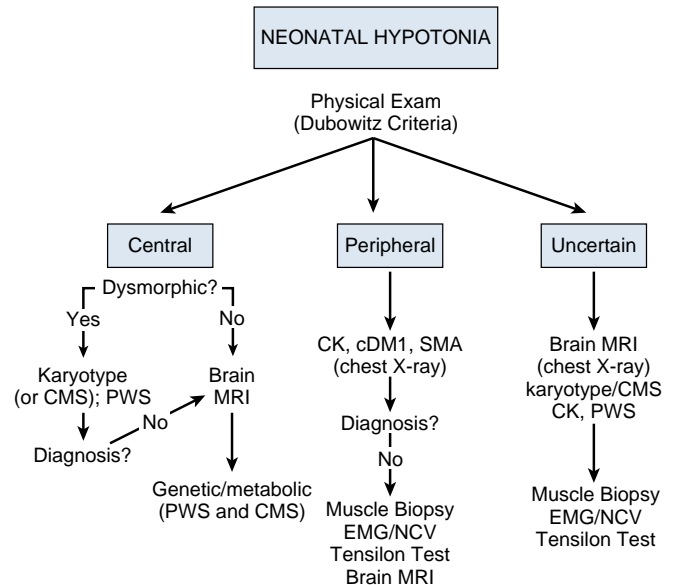 NEONATAL HYPOTONIA
Physical Exam
(Dubowitz Criteria)
Central
Dysmorphic?
Yes
No
Karyotype
(or CMS); PWS
Diagnosis?
No
Brain
MRI
Genetic/metabolic
(PWS and CMS)
Peripheral
CK, cDM1, SMA
(chest X-ray)
Diagnosis?
No
Muscle Biopsy
EMG/NCV
Tensilon Test
Brain MRI
Uncertain
Brain MRI
(chest X-ray)
karyotype/CMS
CK, PWS
Muscle Biopsy
EMG/NCV
Tensilon Test